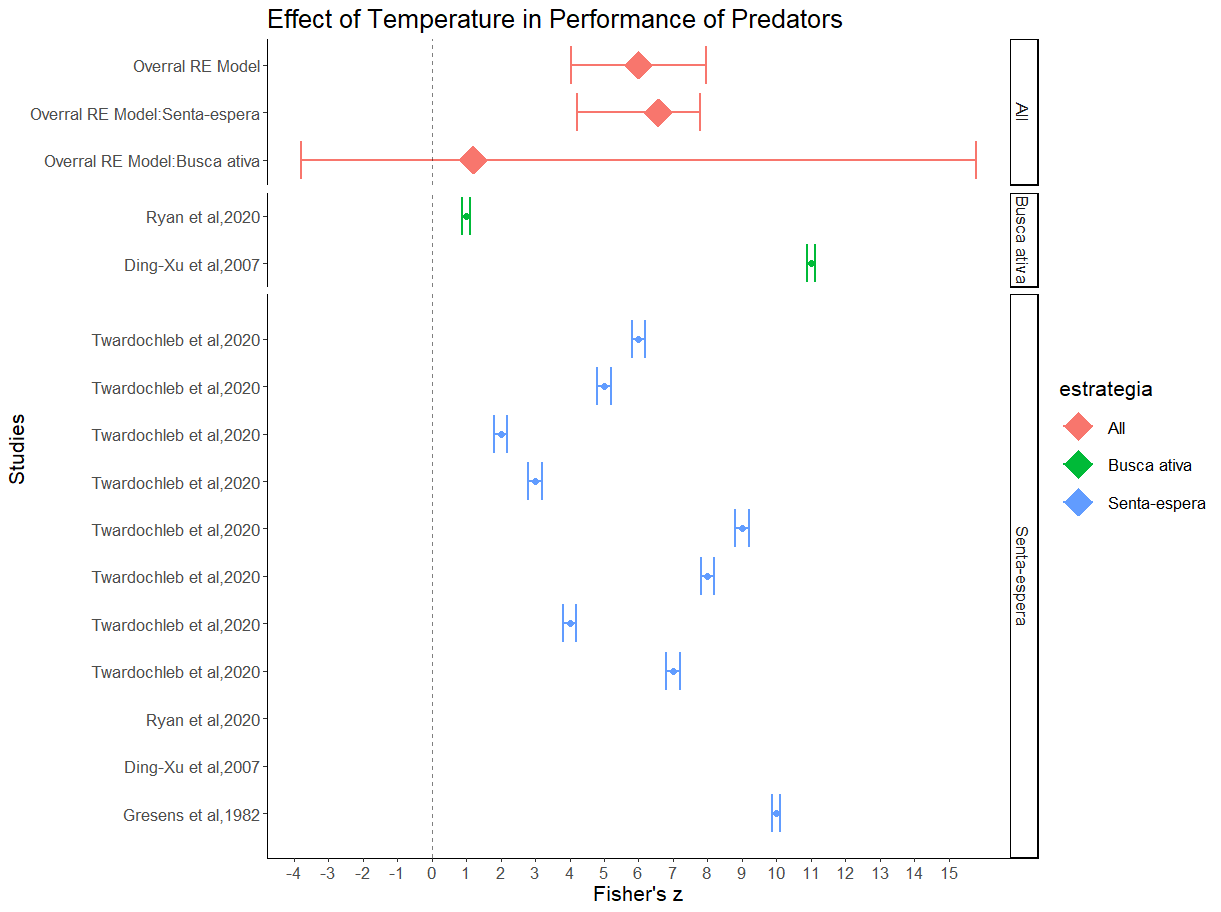 Effect of Temperature in Performance of Predators
Overral RE Model
Overral RE Model:Senta-espera
Overral RE Model:Busca ativa
All
Ryan et al,2020
Ding-Xu et al,2007
Busca ativa
Twardochleb et al,2020
Twardochleb et al,2020
Twardochleb et al,2020
Twardochleb et al,2020
Twardochleb et al,2020
Twardochleb et al,2020
Twardochleb et al,2020
Twardochleb et al,2020
Ryan et al,2020
Ding-Xu et al,2007
Gresens et al,1982
Senta-espera
Studies
-4 -3 -2 -1 0 1 2 3 4 5 6 7 8 9 10 11 12 13 14 15
Fisher's z
estrategia
All
Busca ativa
Senta-espera